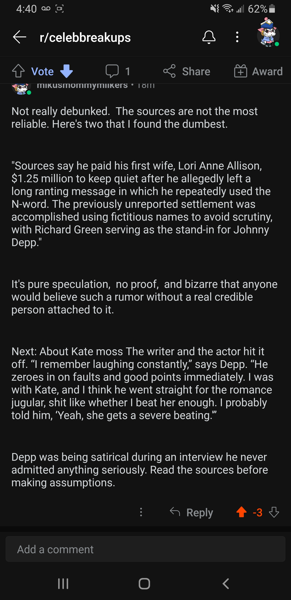 4:40
62%
r/celebbreakups
Vote
1
Share
Award
mikusmommymilkers • 18m
Not really debunked.  The sources are not the most
reliable. Here's two that I found the dumbest.
"Sources say he paid his first wife, Lori Anne Allison,
$1.25 million to keep quiet after he allegedly left a
long ranting message in which he repeatedly used the
N-word. The previously unreported settlement was
accomplished using fictitious names to avoid scrutiny,
with Richard Green serving as the stand-in for Johnny
Depp."
It's pure speculation,  no proof,  and bizarre that anyone
would believe such a rumor without a real credible
person attached to it.
Next: About Kate moss The writer and the actor hit it
off. “I remember laughing constantly,” says Depp. “He
zeroes in on faults and good points immediately. I was
with Kate, and I think he went straight for the romance
jugular, shit like whether I beat her enough. I probably
told him, ‘Yeah, she gets a severe beating.’”
Depp was being satirical during an interview he never
admitted anything seriously. Read the sources before
making assumptions.
Reply
-3
Add a comment